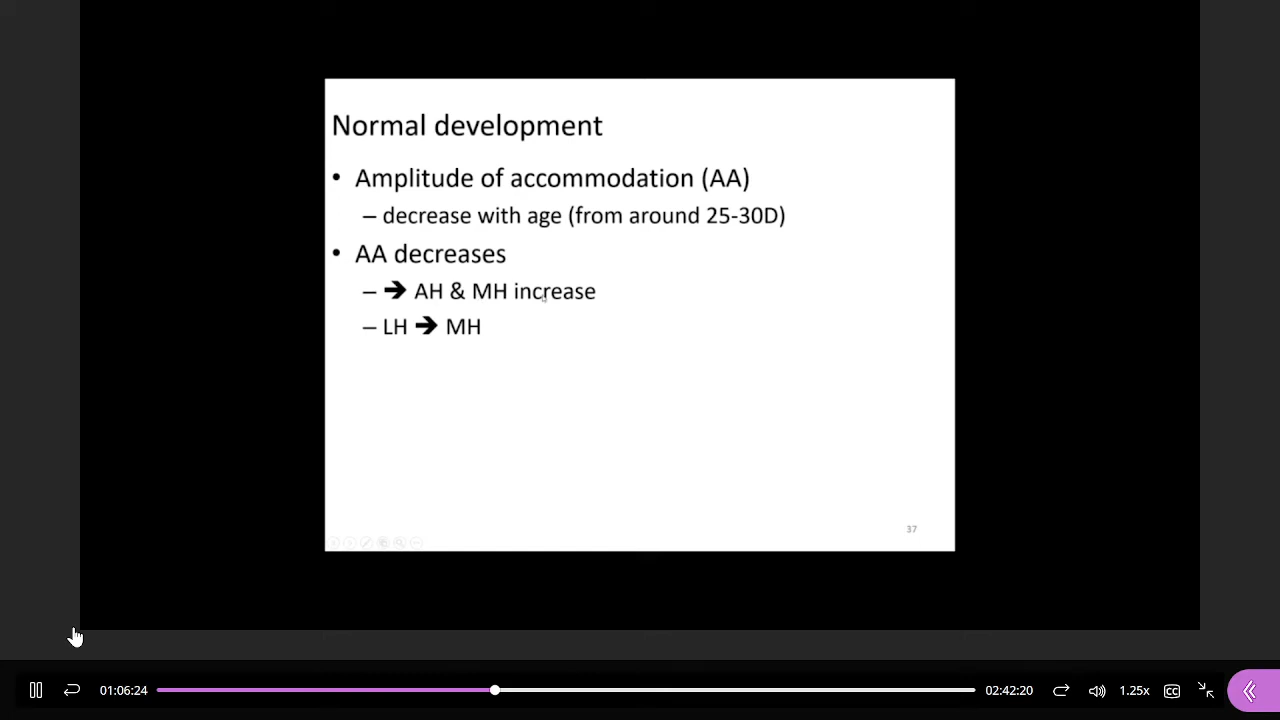 Normal development
• Amplitude of accommodation (AA)
– decrease with age (from around 25-30D)
• AA decreases
– ➔ AH & MH increase
– LH ➔ MH
37
01:06:24
02:42:20
1.25x
CC